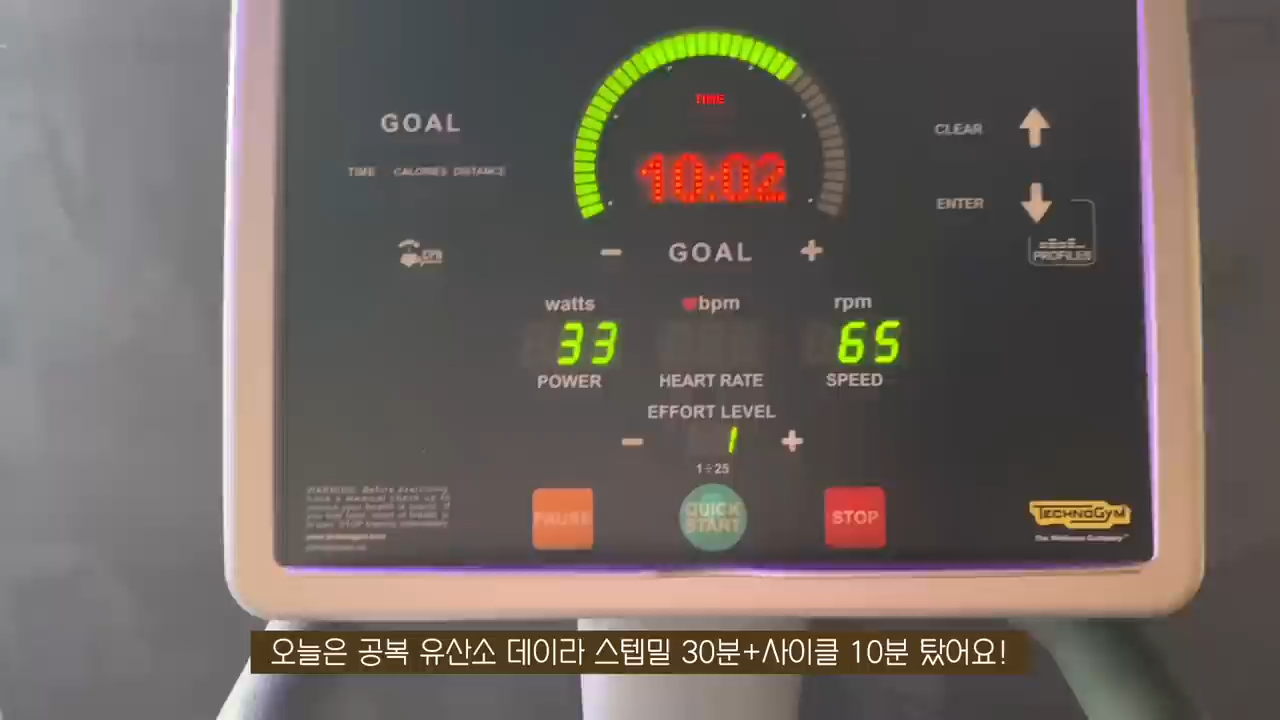 TIME
10:02
GOAL
TIME CALORIES DISTANCE
CPR
CLEAR
ENTER
PROFILES
− GOAL +
watts ♥bpm rpm
33 65
POWER HEART RATE SPEED
EFFORT LEVEL
− 1 +
1÷25
PAUSE QUICK START STOP
TECHNOGYM
The Wellness Company™
오늘은 공복 유산소 데이라 스텝밀 30분+사이클 10분 탔어요!